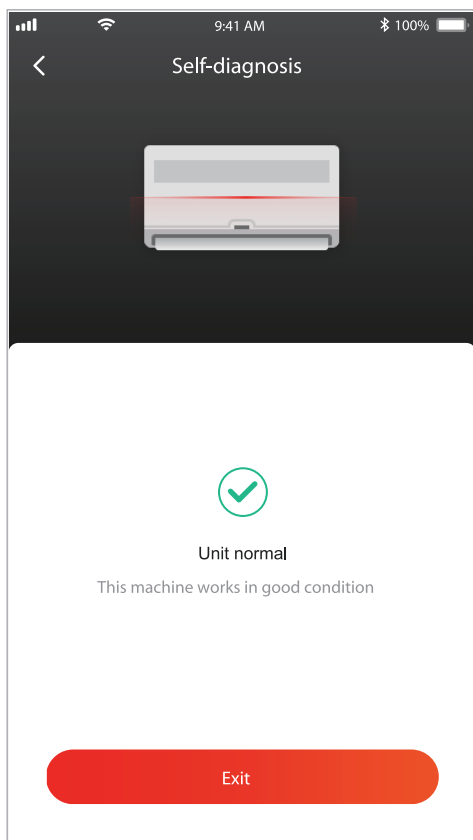 9:41 AM
100%
Self-diagnosis
Unit normal
This machine works in good condition
Exit